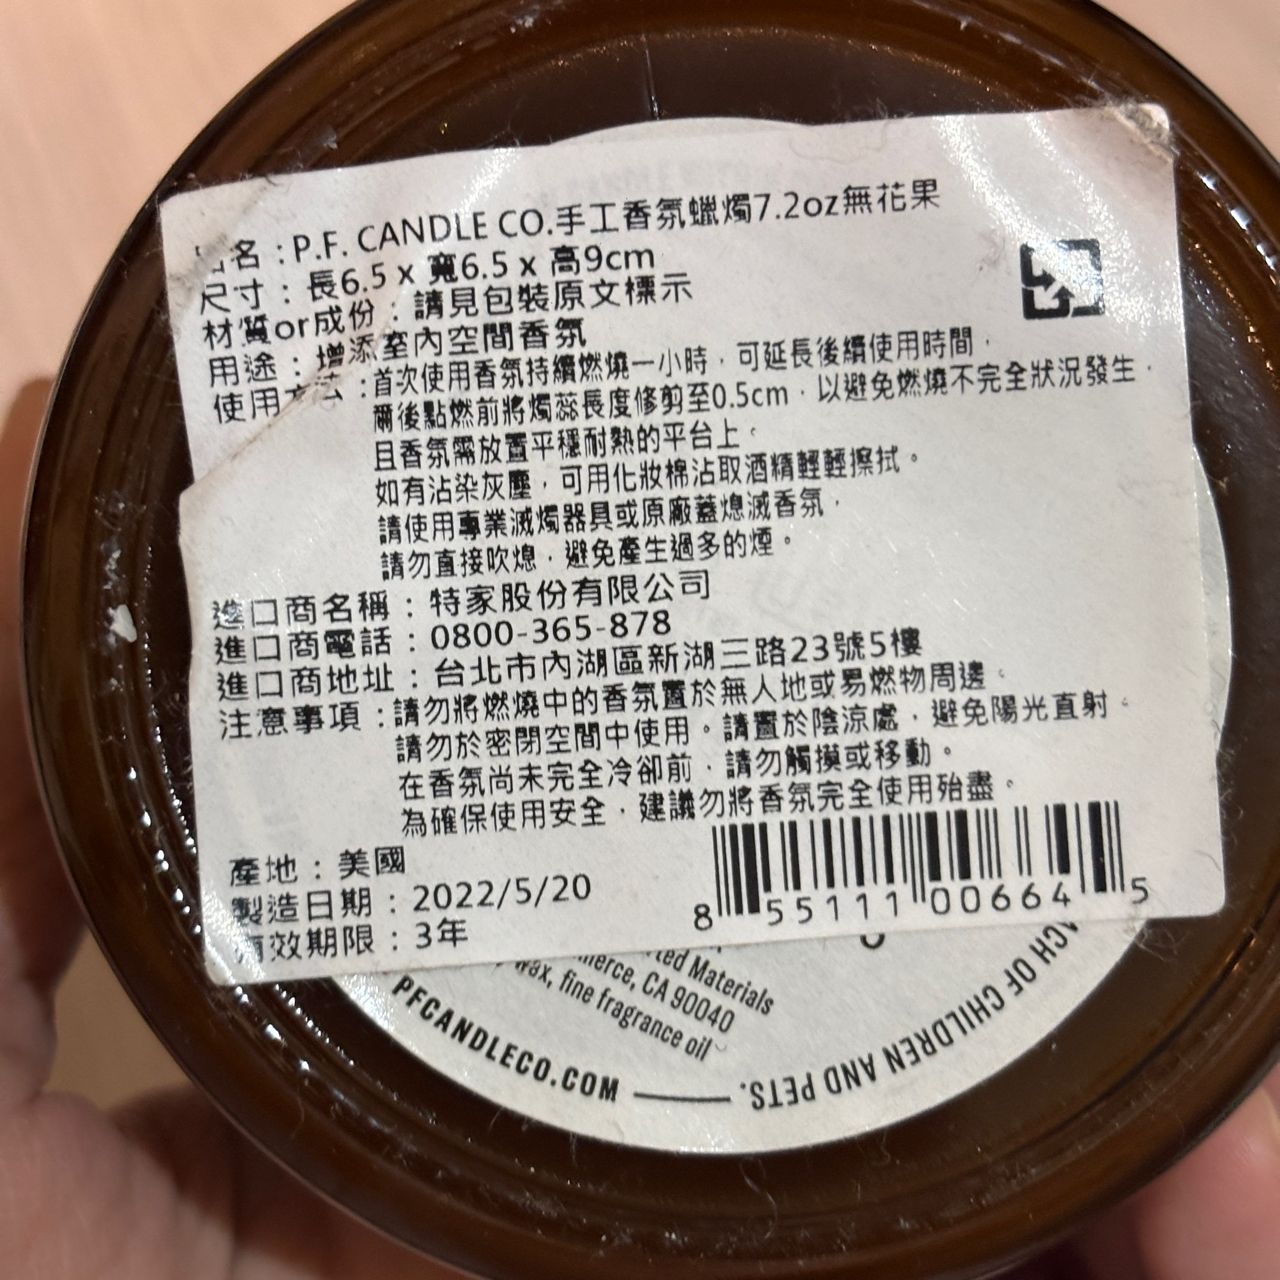 品名：P.F. CANDLE CO.手工香氛蠟燭7.2oz無花果
尺寸：長6.5 x 寬6.5 x 高9cm
材質or成份：請見包裝原文標示
用途：增添室內空間香氛
使用方法：首次使用香氛持續燃燒一小時，可延長後續使用時間，
爾後點燃前將燭蕊長度修剪至0.5cm，以避免燃燒不完全狀況發生，
且香氛需放置平穩耐熱的平台上。
如有沾染灰塵，可用化妝棉沾取酒精輕輕擦拭。
請使用專業滅燭器具或原廠蓋熄滅香氛，
請勿直接吹熄，避免產生過多的煙。
進口商名稱：特家股份有限公司
進口商電話：0800-365-878
進口商地址：台北市內湖區新湖三路23號5樓
注意事項：請勿將燃燒中的香氛置於無人地或易燃物周邊。
請勿於密閉空間中使用。請置於陰涼處，避免陽光直射。
在香氛尚未完全冷卻前，請勿觸摸或移動。
為確保使用安全，建議勿將香氛完全使用殆盡。
產地：美國
製造日期：2022/5/20
有效期限：3年
8 55111 00664 5
Materials
CA 90040
wax, fine fragrance oil
PFCANDLECO.COM
OF CHILDREN AND PETS.